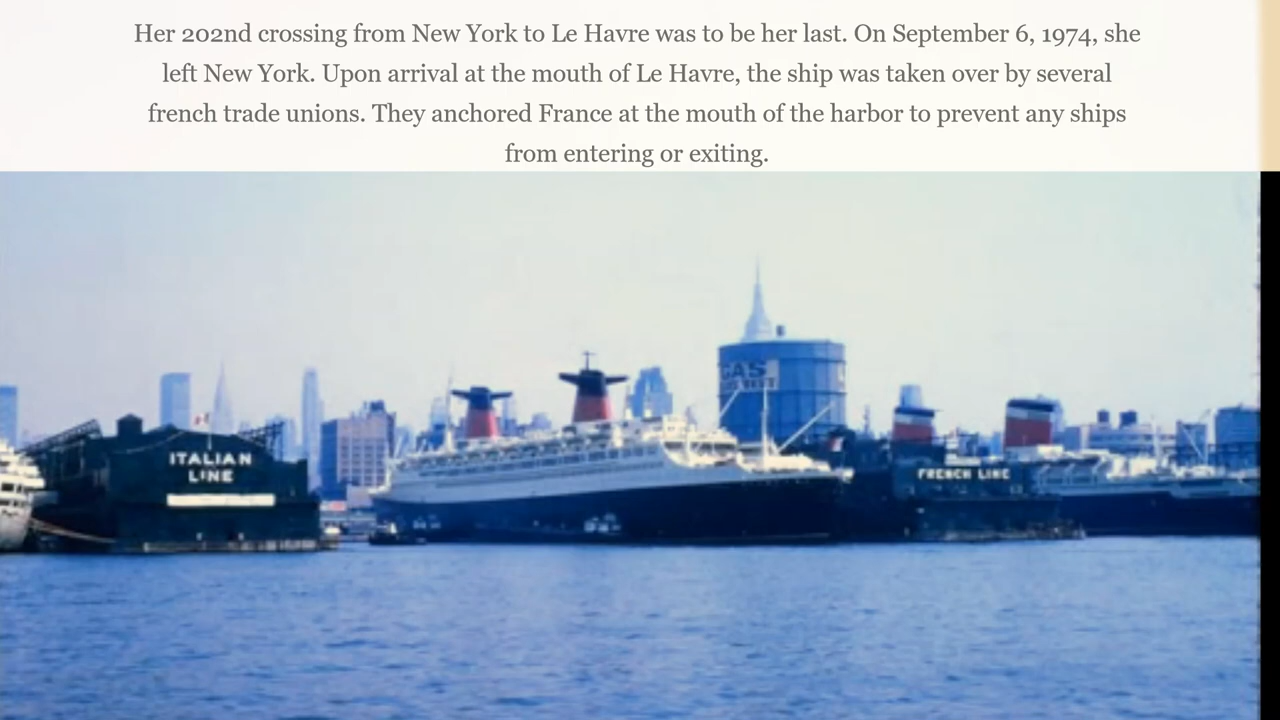 Her 202nd crossing from New York to Le Havre was to be her last. On September 6, 1974, she
left New York. Upon arrival at the mouth of Le Havre, the ship was taken over by several
french trade unions. They anchored France at the mouth of the harbor to prevent any ships
from entering or exiting.
GAS
ITALIAN
LINE
FRENCH LINE